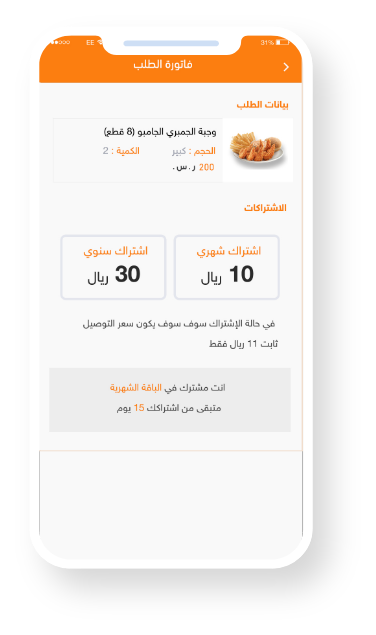 EE
31%
فاتورة الطلب
بيانات الطلب
وجبة الجمبري الجامبو (8 قطع)
الحجم : كبير الكمية : 2
200 ر.س.
الاشتراكات
اشتراك شهري
10 ريال
اشتراك سنوي
30 ريال
في حالة الإشتراك سوف سوف يكون سعر التوصيل
ثابت 11 ريال فقط
انت مشترك في الباقة الشهرية
متبقى من اشتراكك 15 يوم